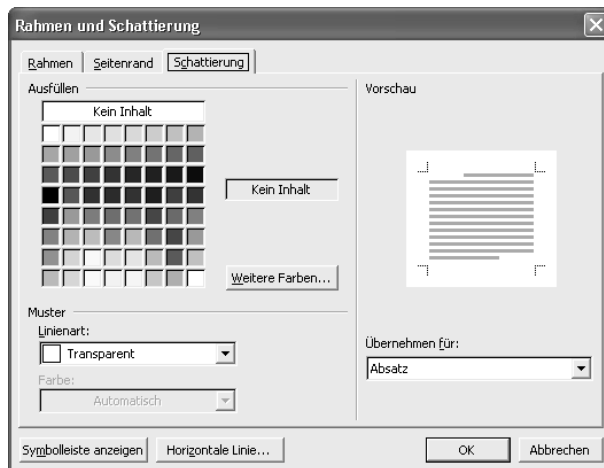 Rahmen und Schattierung
Rahmen Seitenrand Schattierung
Ausfüllen
Kein Inhalt
Kein Inhalt
Weitere Farben...
Muster
Linienart:
Transparent
Farbe:
Automatisch
Vorschau
Übernehmen für:
Absatz
Symbolleiste anzeigen Horizontale Linie... OK Abbrechen